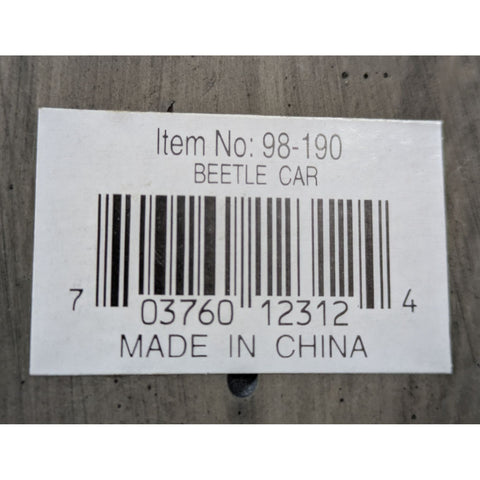 Item No: 98-190
BEETLE CAR
7 03760 12312 4
MADE IN CHINA